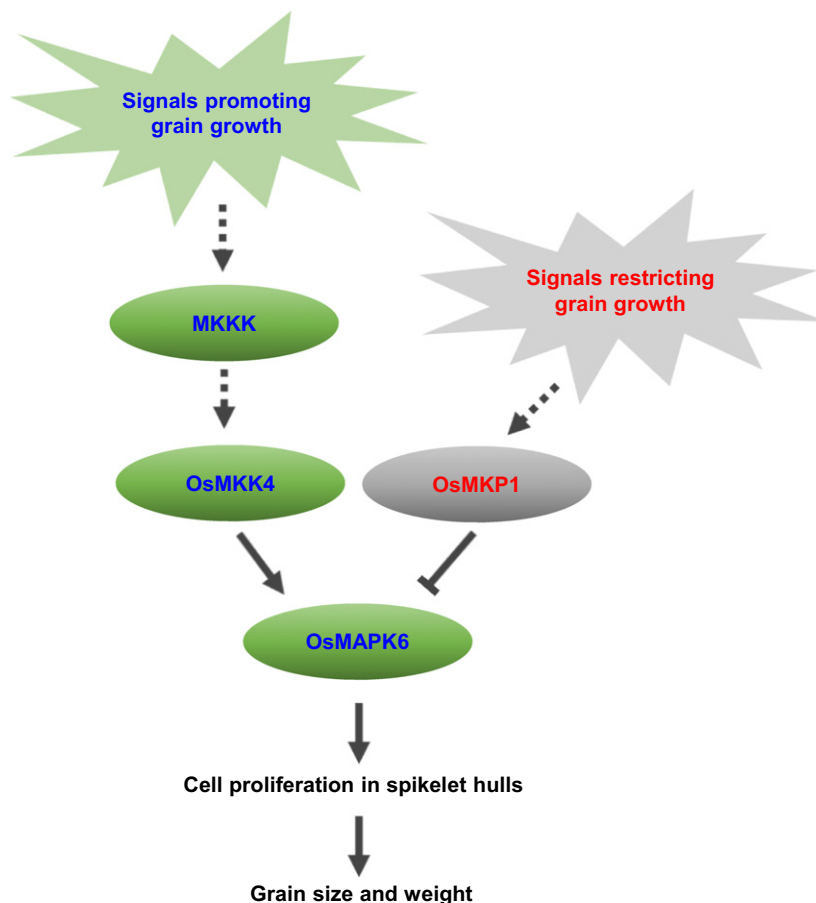 Signals promoting
grain growth
Signals restricting
grain growth
MKKK
OsMKK4
OsMKP1
OsMAPK6
Cell proliferation in spikelet hulls
Grain size and weight